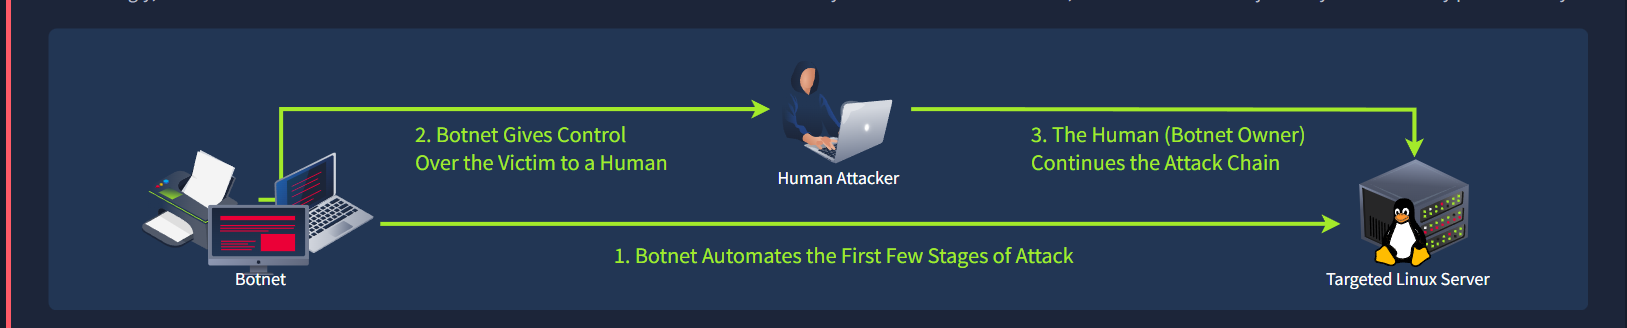 2. Botnet Gives Control
Over the Victim to a Human
3. The Human (Botnet Owner)
Continues the Attack Chain
Human Attacker
1. Botnet Automates the First Few Stages of Attack
Botnet
Targeted Linux Server